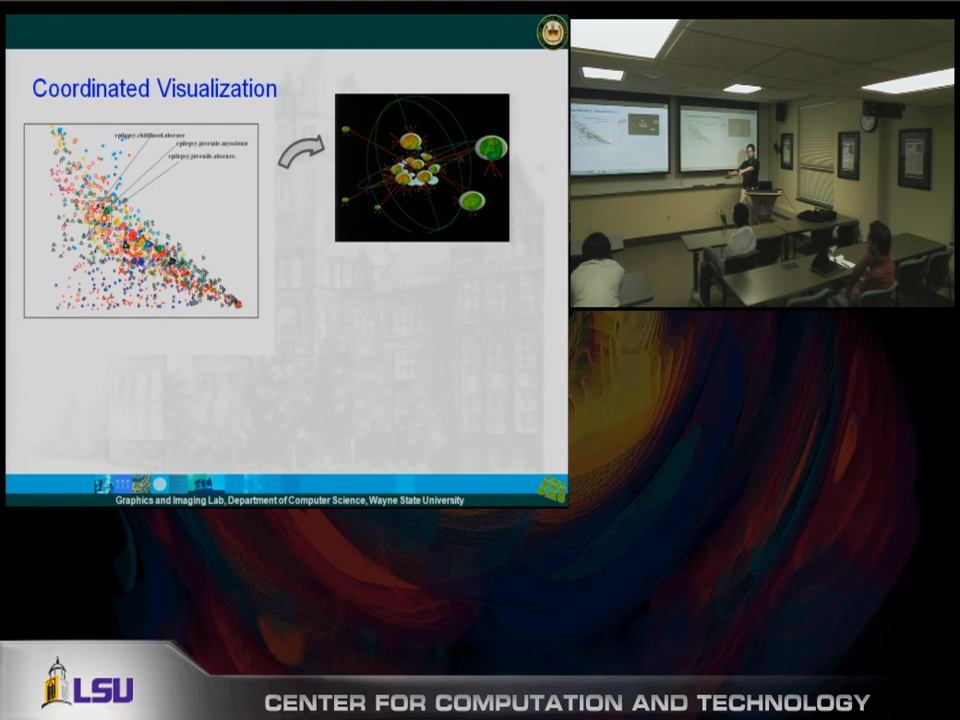 Coordinated Visualization
epilepsy.childhood.absence
epilepsy.juvenile.myoclonic
epilepsy.juvenile.absence.
Graphics and Imaging Lab, Department of Computer Science, Wayne State University
LSU
CENTER FOR COMPUTATION AND TECHNOLOGY